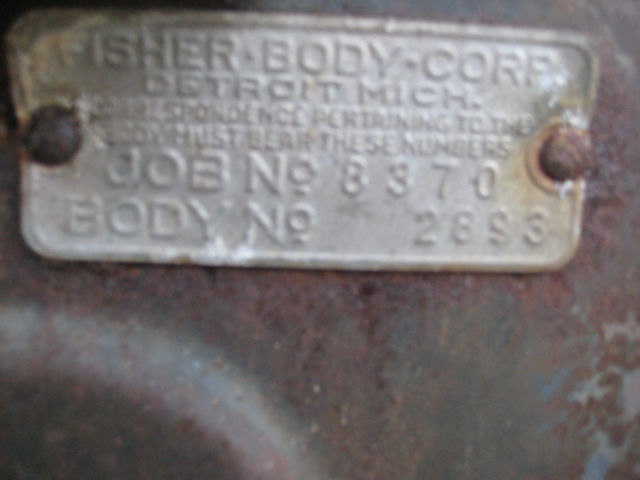 FISHER·BODY·CORP.
DETROIT MICH.
CORRESPONDENCE PERTAINING TO THE
BODY MUST BEAR THESE NUMBERS
JOB No 8370
BODY No 2893